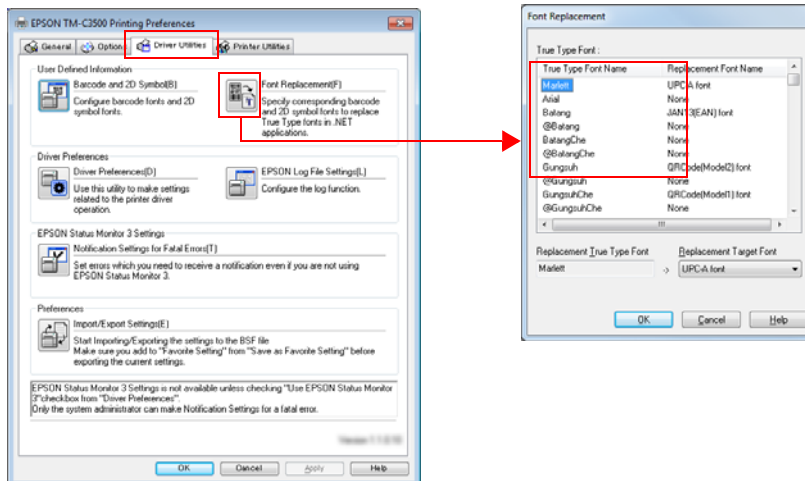 EPSON TM-C3500 Printing Preferences
General
Option
Driver Utilities
Printer Utilities
User Defined Information
Barcode and 2D Symbol(B)
Configure barcode fonts and 2D
symbol fonts.
Font Replacement(F)
Specify corresponding barcode
and 2D symbol fonts to replace
True Type fonts in .NET
applications.
Driver Preferences
Driver Preferences(D)
Use this utility to make settings
related to the printer driver
operation.
EPSON Log File Settings(L)
Configure the log function.
EPSON Status Monitor 3 Settings
Notification Settings for Fatal Errors(T)
Set errors which you need to receive a notification even if you are not using
EPSON Status Monitor 3.
Preferences
Import/Export Settings(E)
Start Importing/Exporting the settings to the BSF file
Make sure you add to "Favorite Setting" from "Save as Favorite Setting" before
exporting the current settings.
EPSON Status Monitor 3 Settings is not available unless checking "Use EPSON Status Monitor
3"checkbox from "Driver Preferences".
Only the system administrator can make Notification Settings for a fatal error.
OK
Cancel
Apply
Help
Font Replacement
True Type Font :
True Type Font Name Replacement Font Name
Marlett UPC-A font
Arial None
Batang JAN13(EAN) font
@Batang None
BatangChe None
@BatangChe None
Gungsuh QRCode(Model2) font
@Gungsuh None
GungsuhChe QRCode(Model1) font
@GungsuhChe None
Replacement True Type Font Replacement Target Font
Marlett -> UPC-A font
OK
Cancel
Help